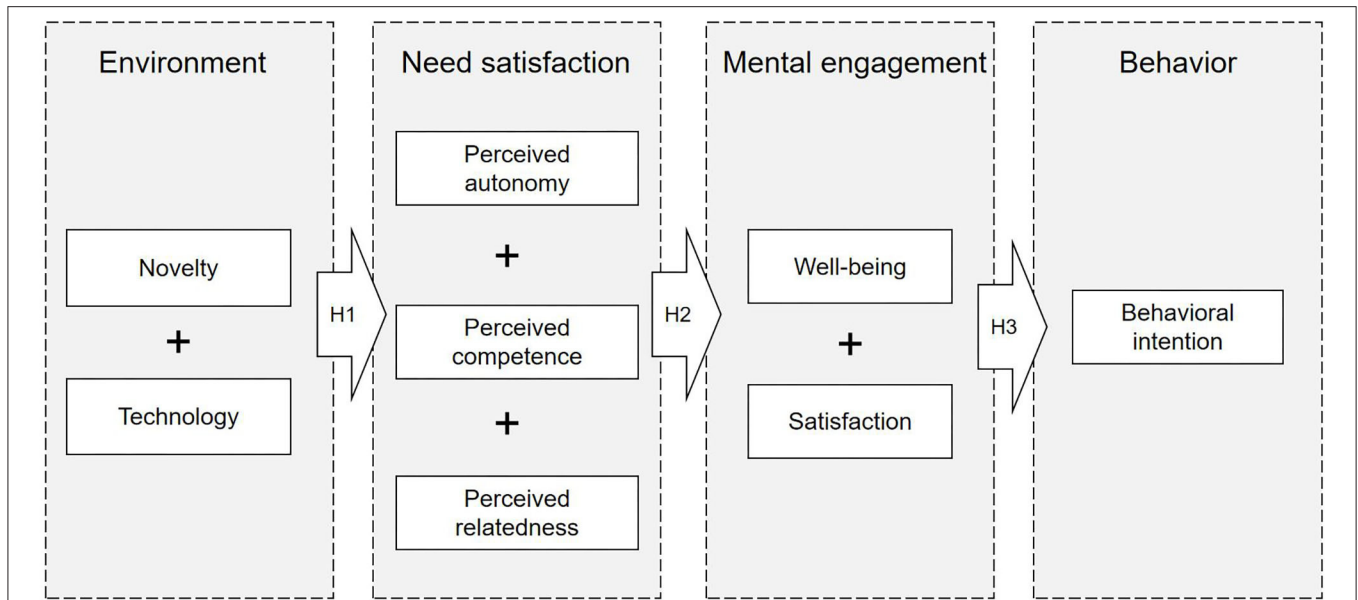 Environment
Novelty
+
Technology
H1
Need satisfaction
Perceived
autonomy
+
Perceived
competence
+
Perceived
relatedness
H2
Mental engagement
Well-being
+
Satisfaction
H3
Behavior
Behavioral
intention